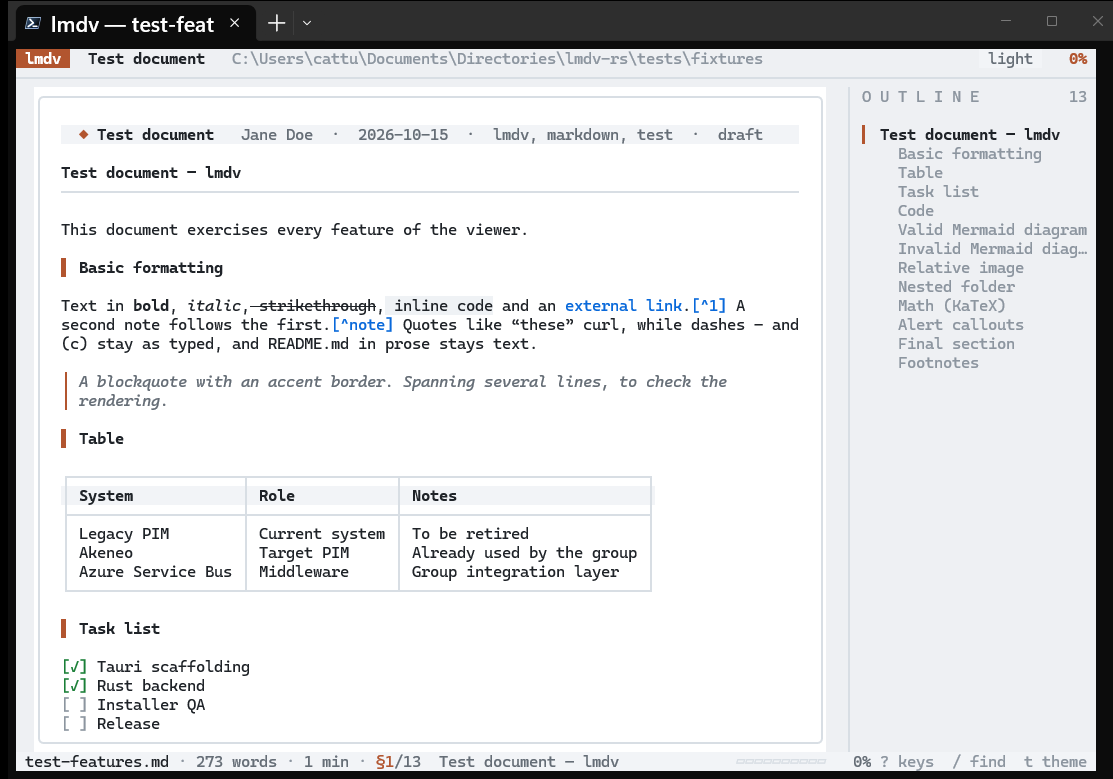 lmdv — test-feat
lmdv Test document C:\Users\cattu\Documents\Directories\lmdv-rs\tests\fixtures light 0%
◆ Test document Jane Doe · 2026-10-15 · lmdv, markdown, test · draft
Test document — lmdv
This document exercises every feature of the viewer.
Basic formatting
Text in bold, italic, strikethrough, inline code and an external link.[^1] A
second note follows the first.[^note] Quotes like “these” curl, while dashes — and
(c) stay as typed, and README.md in prose stays text.
A blockquote with an accent border. Spanning several lines, to check the
rendering.
Table
System Role Notes
Legacy PIM Current system To be retired
Akeneo Target PIM Already used by the group
Azure Service Bus Middleware Group integration layer
Task list
[✓] Tauri scaffolding
[✓] Rust backend
[ ] Installer QA
[ ] Release
OUTLINE 13
Test document — lmdv
Basic formatting
Table
Task list
Code
Valid Mermaid diagram
Invalid Mermaid diag…
Relative image
Nested folder
Math (KaTeX)
Alert callouts
Final section
Footnotes
test-features.md · 273 words · 1 min · §1/13 Test document — lmdv 0% ? keys / find t theme